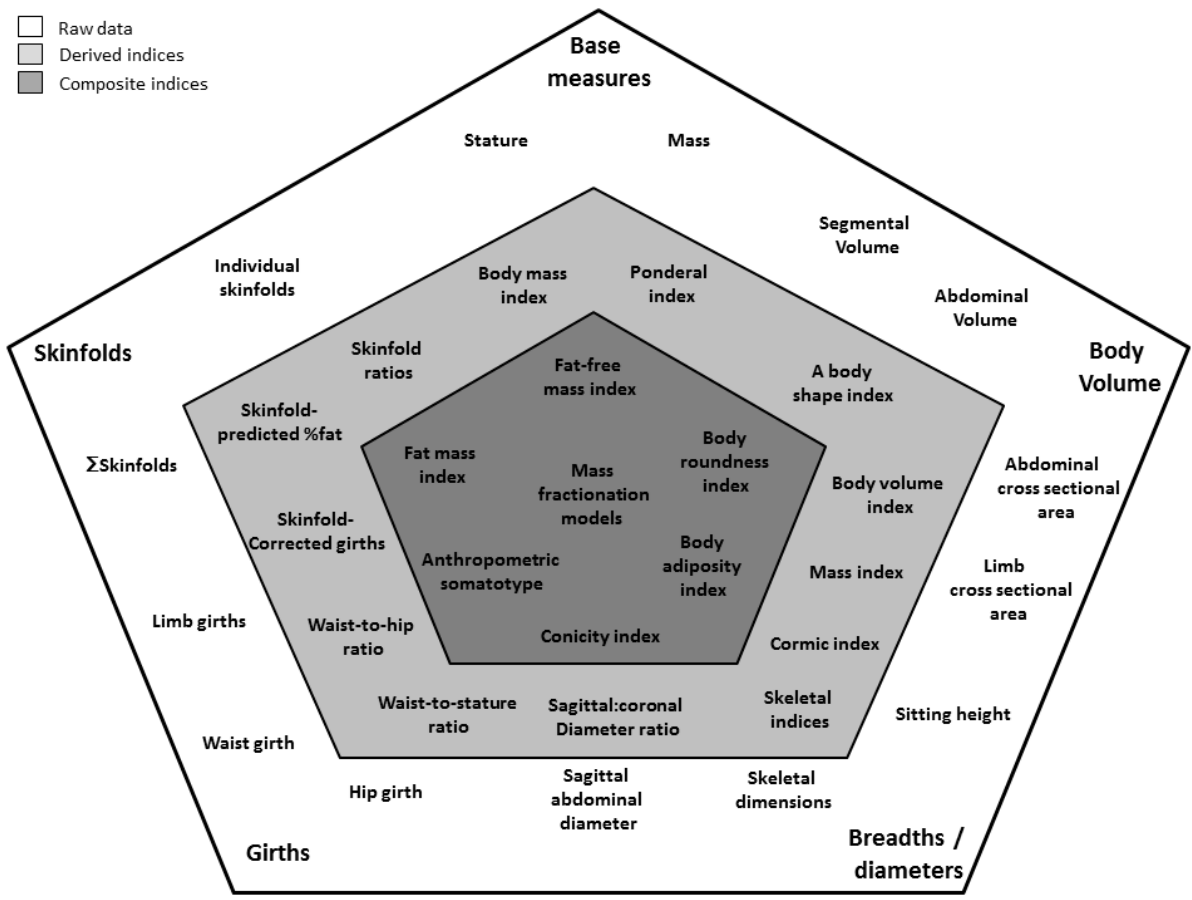 Raw data
Derived indices
Composite indices
Base
measures
Stature
Mass
Segmental
Volume
Individual
skinfolds
Body mass
index
Ponderal
index
Abdominal
Volume
Skinfolds
Skinfold
ratios
Fat-free
mass index
A body
shape index
Body
Volume
Skinfold-
predicted %fat
ΣSkinfolds
Fat mass
index
Mass
fractionation
models
Body
roundness
index
Body volume
index
Abdominal
cross sectional
area
Skinfold-
Corrected girths
Anthropometric
somatotype
Body
adiposity
index
Mass index
Limb
cross sectional
area
Limb girths
Waist-to-hip
ratio
Conicity index
Cormic index
Waist-to-stature
ratio
Sagittal:coronal
Diameter ratio
Skeletal
indices
Sitting height
Waist girth
Hip girth
Sagittal
abdominal
diameter
Skeletal
dimensions
Girths
Breadths /
diameters